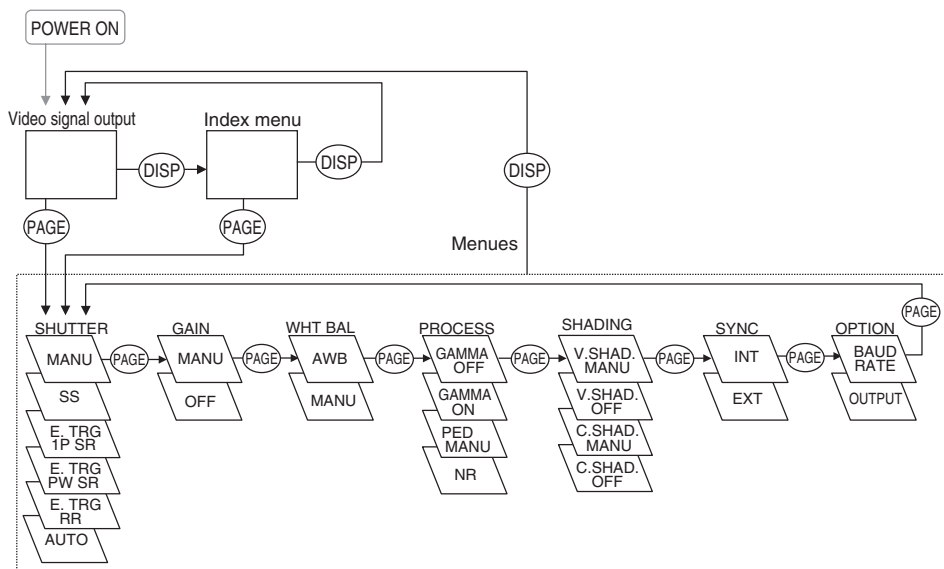 POWER ON
Video signal output
Index menu
DISP
DISP
DISP
PAGE
PAGE
Menues
PAGE
SHUTTER
GAIN
WHT BAL
PROCESS
SHADING
SYNC
OPTION
MANU
PAGE
MANU
PAGE
AWB
PAGE
GAMMA
OFF
PAGE
V.SHAD.
MANU
PAGE
INT
PAGE
BAUD
RATE
SS
OFF
MANU
GAMMA
ON
V.SHAD.
OFF
EXT
OUTPUT
E. TRG
1P SR
PED
MANU
C.SHAD.
MANU
E. TRG
PW SR
NR
C.SHAD.
OFF
E. TRG
RR
AUTO